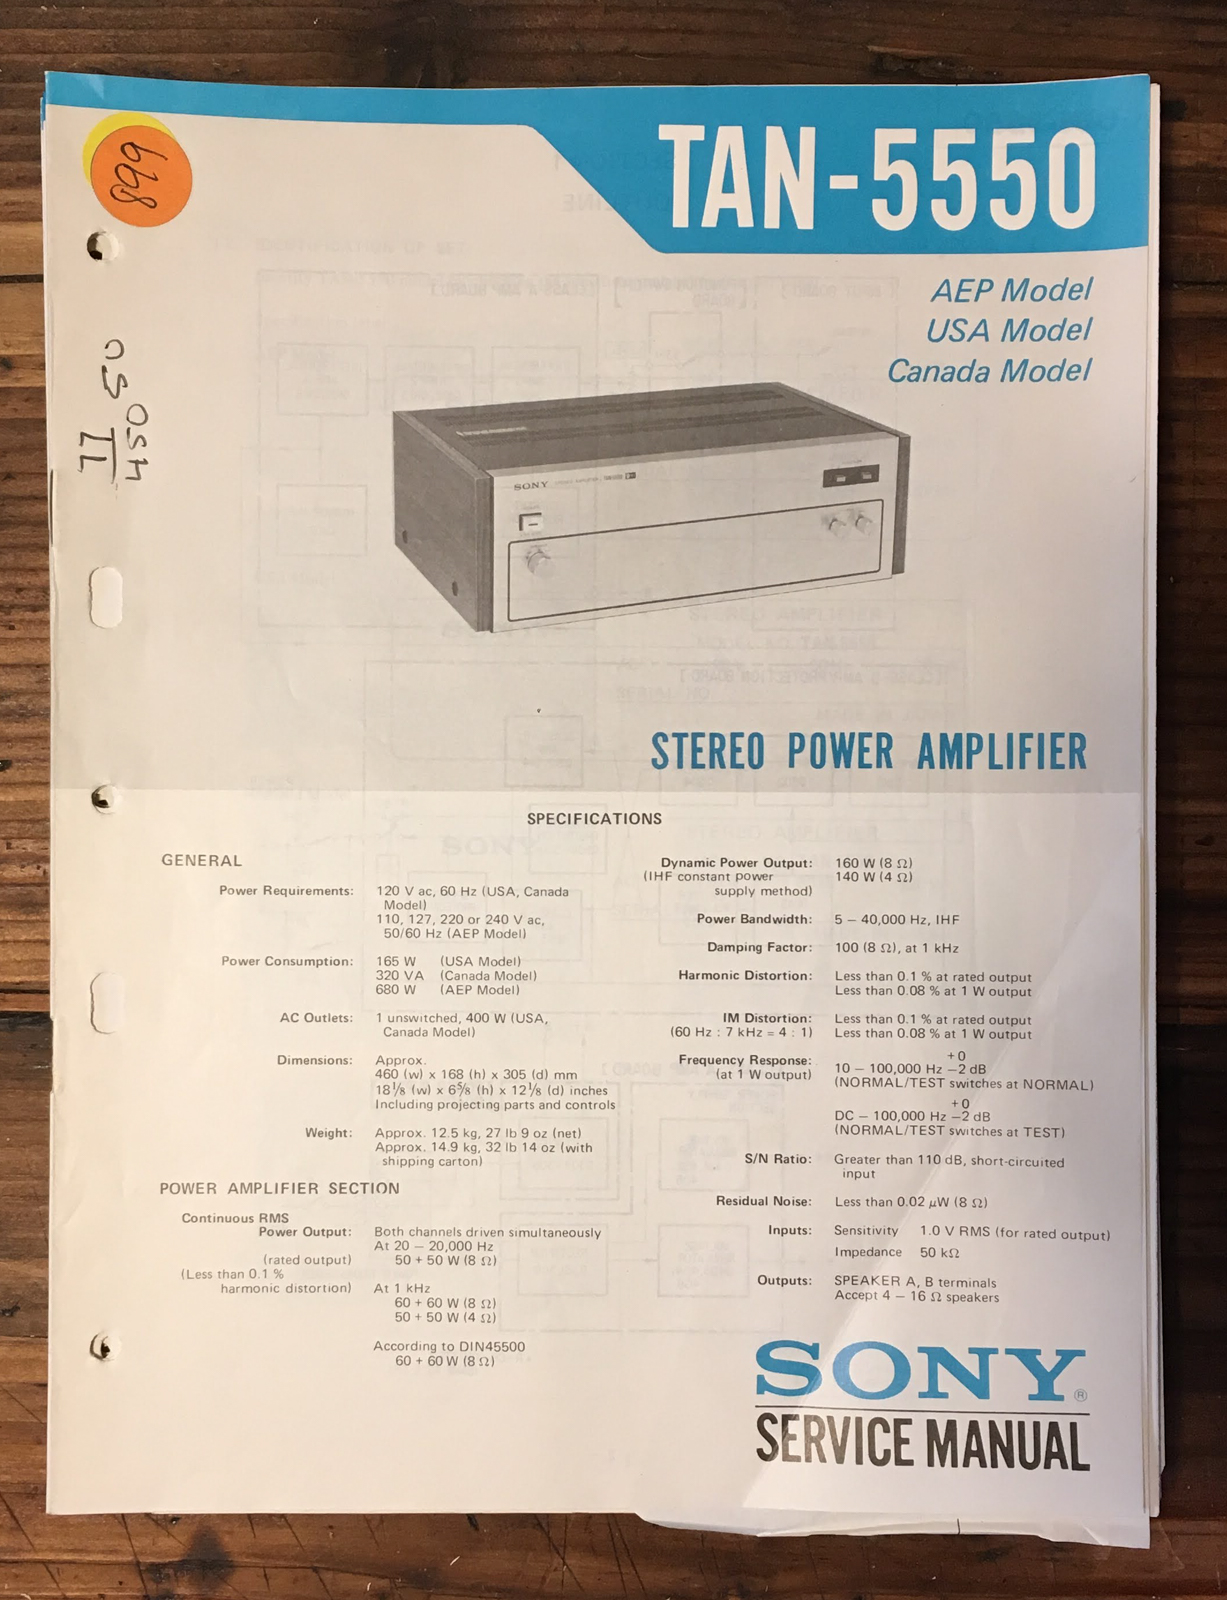 TAN-5550
899
AEP Model
USA Model
Canada Model
SONY
STEREO POWER AMPLIFIER
SPECIFICATIONS
GENERAL
Power Requirements: 120 V ac, 60 Hz (USA, Canada
Model)
110, 127, 220 or 240 V ac,
50/60 Hz (AEP Model)
Power Consumption: 165 W (USA Model)
320 VA (Canada Model)
680 W (AEP Model)
AC Outlets: 1 unswitched, 400 W (USA,
Canada Model)
Dimensions: Approx.
460 (w) x 168 (h) x 305 (d) mm
18⅛ (w) x 6⅝ (h) x 12⅛ (d) inches
Including projecting parts and controls
Weight: Approx. 12.5 kg, 27 lb 9 oz (net)
Approx. 14.9 kg, 32 lb 14 oz (with
shipping carton)
POWER AMPLIFIER SECTION
Continuous RMS
Power Output: Both channels driven simultaneously
At 20 – 20,000 Hz
(rated output) 50 + 50 W (8 Ω)
(Less than 0.1 %
harmonic distortion) At 1 kHz
60 + 60 W (8 Ω)
50 + 50 W (4 Ω)
According to DIN45500
60 + 60 W (8 Ω)
Dynamic Power Output: 160 W (8 Ω)
(IHF constant power 140 W (4 Ω)
supply method)
Power Bandwidth: 5 – 40,000 Hz, IHF
Damping Factor: 100 (8 Ω), at 1 kHz
Harmonic Distortion: Less than 0.1 % at rated output
Less than 0.08 % at 1 W output
IM Distortion: Less than 0.1 % at rated output
(60 Hz : 7 kHz = 4 : 1) Less than 0.08 % at 1 W output
Frequency Response: +0
(at 1 W output) 10 – 100,000 Hz –2 dB
(NORMAL/TEST switches at NORMAL)
+0
DC – 100,000 Hz –2 dB
(NORMAL/TEST switches at TEST)
S/N Ratio: Greater than 110 dB, short-circuited
input
Residual Noise: Less than 0.02 μW (8 Ω)
Inputs: Sensitivity 1.0 V RMS (for rated output)
Impedance 50 kΩ
Outputs: SPEAKER A, B terminals
Accept 4 – 16 Ω speakers
SONY®
SERVICE MANUAL